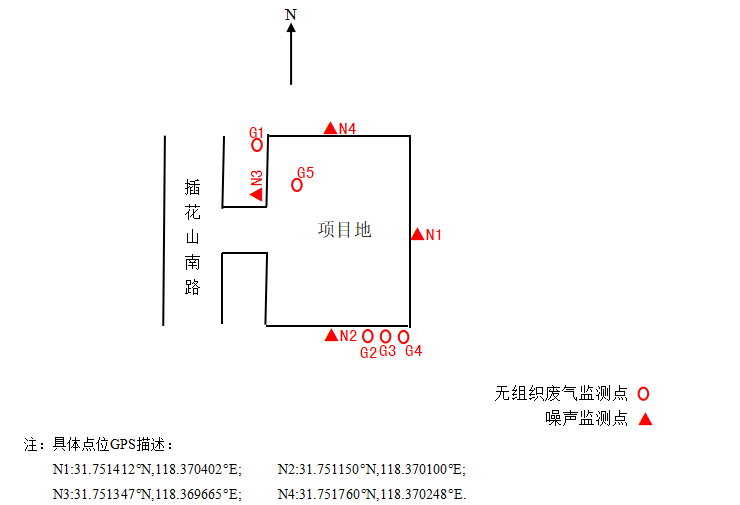 N
G1
N4
N3
G5
插花山南路
项目地
N1
N2
G2
G3
G4
无组织废气监测点
噪声监测点
注：具体点位GPS描述：
N1:31.751412°N,118.370402°E; N2:31.751150°N,118.370100°E;
N3:31.751347°N,118.369665°E; N4:31.751760°N,118.370248°E.